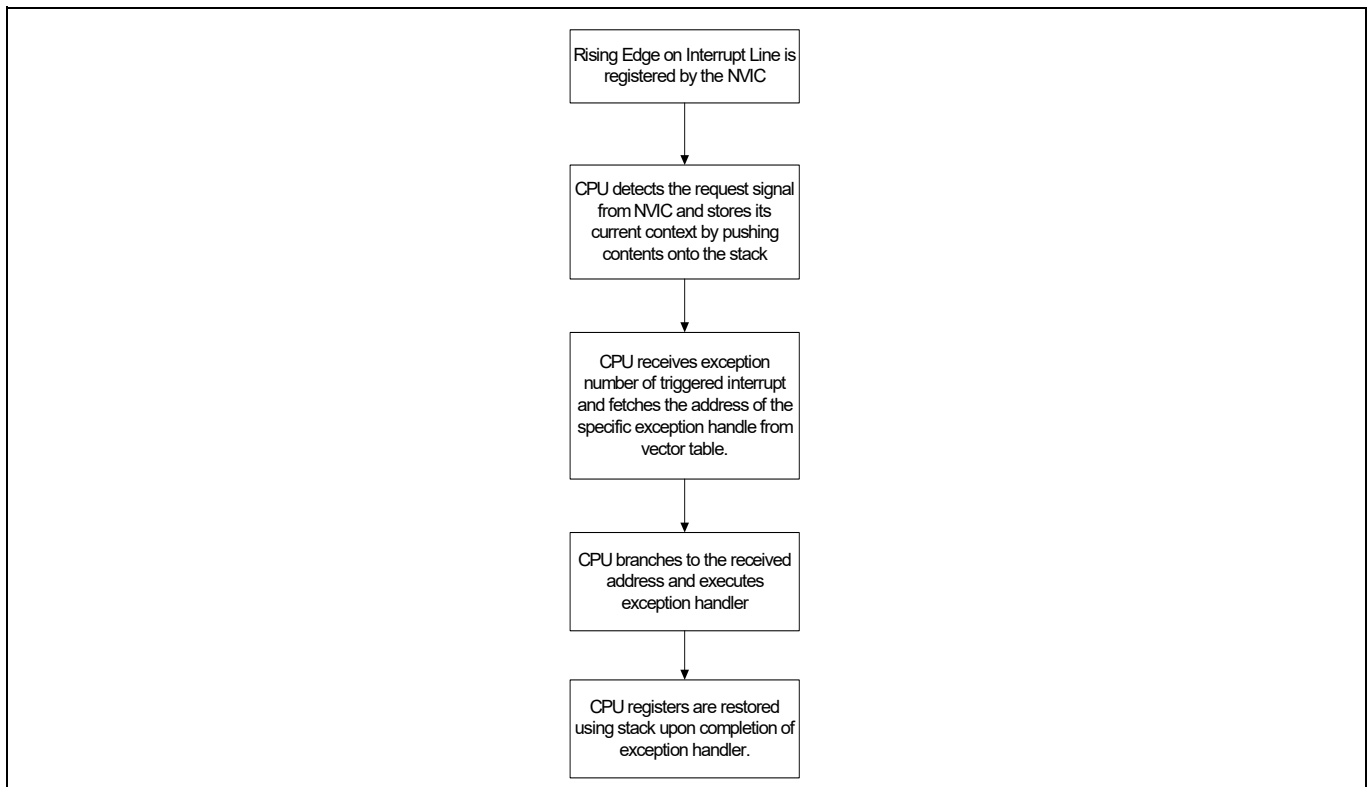 Rising Edge on Interrupt Line is
registered by the NVIC
CPU detects the request signal
from NVIC and stores its
current context by pushing
contents onto the stack
CPU receives exception
number of triggered interrupt
and fetches the address of the
specific exception handle from
vector table.
CPU branches to the received
address and executes
exception handler
CPU registers are restored
using stack upon completion of
exception handler.